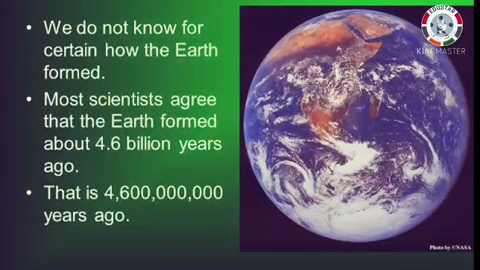 • We do not know for
certain how the Earth
formed.
• Most scientists agree
that the Earth formed
about 4.6 billion years
ago.
• That is 4,600,000,000
years ago.
EDUSTAR
KINEMASTER
Photo by ©NASA